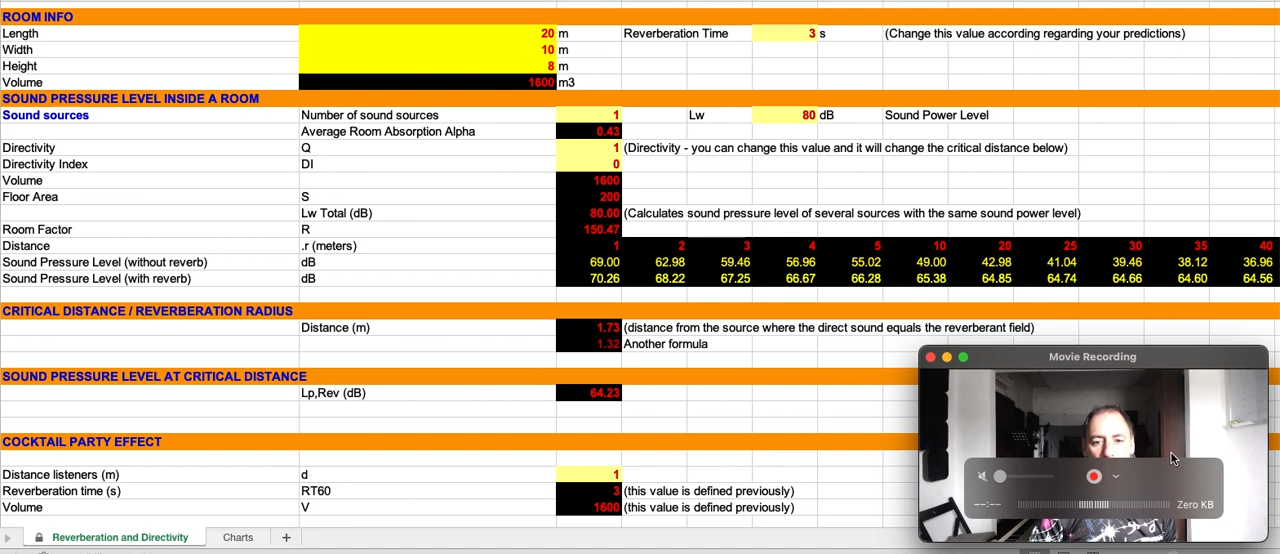 ROOM INFO
Length 20 m Reverberation Time 3 s (Change this value according regarding your predictions)
Width 10 m
Height 8 m
Volume 1600 m3
SOUND PRESSURE LEVEL INSIDE A ROOM
Sound sources Number of sound sources 1 Lw 80 dB Sound Power Level
Average Room Absorption Alpha 0.43
Directivity Q 1 (Directivity - you can change this value and it will change the critical distance below)
Directivity Index DI 0
Volume 1600
Floor Area S 200
Lw Total (dB) 80.00 (Calculates sound pressure level of several sources with the same sound power level)
Room Factor R 150.47
Distance .r (meters) 1 2 3 4 5 10 20 25 30 35 40
Sound Pressure Level (without reverb) dB 69.00 62.98 59.46 56.96 55.02 49.00 42.98 41.04 39.46 38.12 36.96
Sound Pressure Level (with reverb) dB 70.26 68.22 67.25 66.67 66.28 65.38 64.85 64.74 64.66 64.60 64.56
CRITICAL DISTANCE / REVERBERATION RADIUS
Distance (m) 1.73 (distance from the source where the direct sound equals the reverberant field)
1.32 Another formula
Movie Recording
SOUND PRESSURE LEVEL AT CRITICAL DISTANCE
Lp,Rev (dB) 64.23
COCKTAIL PARTY EFFECT
Distance listeners (m) d 1
Reverberation time (s) RT60 3 (this value is defined previously)
Volume V 1600 (this value is defined previously)
--:-- Zero KB
Reverberation and Directivity Charts +